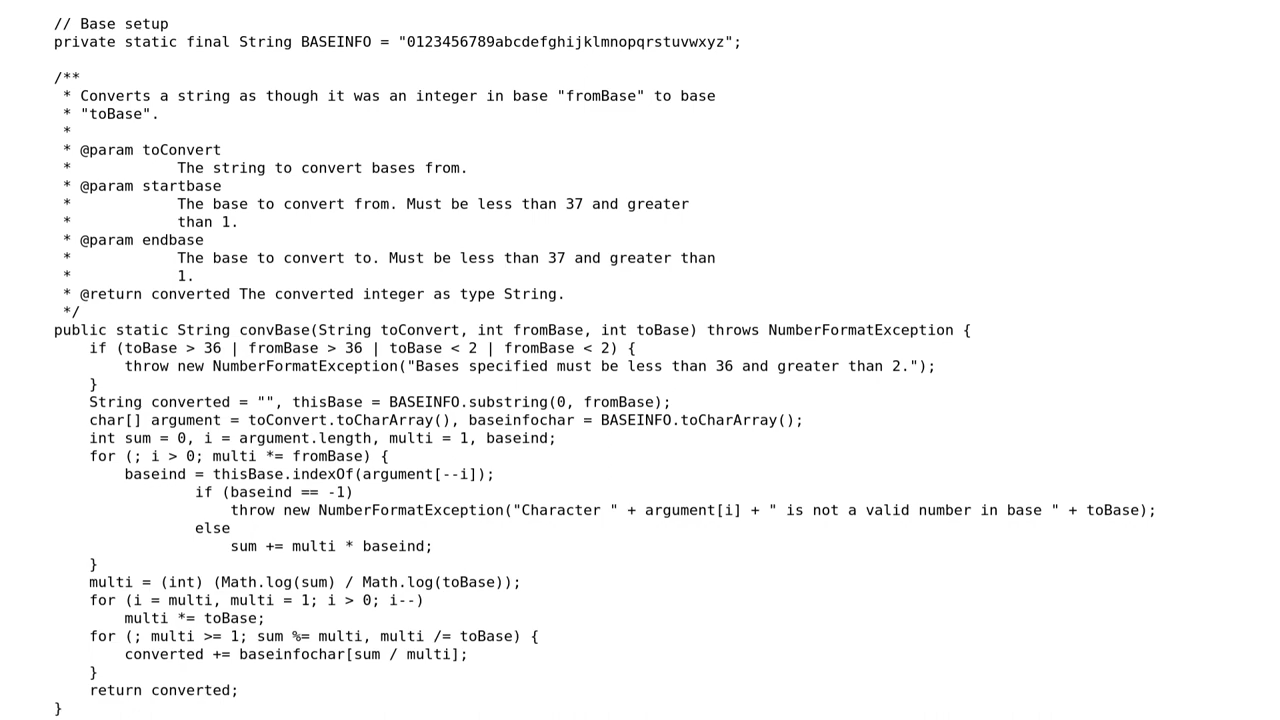 // Base setup
private static final String BASEINFO = "0123456789abcdefghijklmnopqrstuvwxyz";

/**
 * Converts a string as though it was an integer in base "fromBase" to base
 * "toBase".
 *
 * @param toConvert
 *            The string to convert bases from.
 * @param startbase
 *            The base to convert from. Must be less than 37 and greater
 *            than 1.
 * @param endbase
 *            The base to convert to. Must be less than 37 and greater than
 *            1.
 * @return converted The converted integer as type String.
 */
public static String convBase(String toConvert, int fromBase, int toBase) throws NumberFormatException {
    if (toBase > 36 | fromBase > 36 | toBase < 2 | fromBase < 2) {
        throw new NumberFormatException("Bases specified must be less than 36 and greater than 2.");
    }
    String converted = "", thisBase = BASEINFO.substring(0, fromBase);
    char[] argument = toConvert.toCharArray(), baseinfochar = BASEINFO.toCharArray();
    int sum = 0, i = argument.length, multi = 1, baseind;
    for (; i > 0; multi *= fromBase) {
        baseind = thisBase.indexOf(argument[--i]);
                if (baseind == -1)
                    throw new NumberFormatException("Character " + argument[i] + " is not a valid number in base " + toBase);
                else
                    sum += multi * baseind;
    }
    multi = (int) (Math.log(sum) / Math.log(toBase));
    for (i = multi, multi = 1; i > 0; i--)
        multi *= toBase;
    for (; multi >= 1; sum %= multi, multi /= toBase) {
        converted += baseinfochar[sum / multi];
    }
    return converted;
}